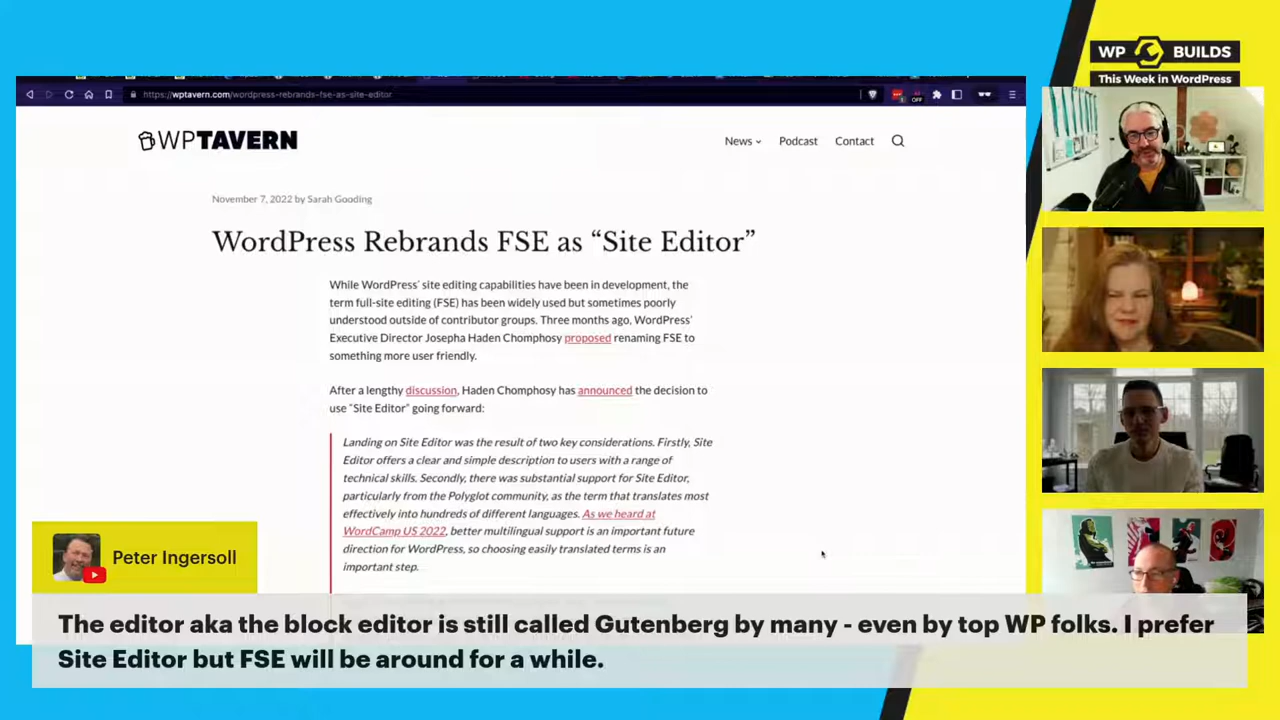 WP BUILDS
This Week in WordPress
https://wptavern.com/wordpress-rebrands-fse-as-site-editor
OFF
WPTAVERN
News Podcast Contact
November 7, 2022 by Sarah Gooding
WordPress Rebrands FSE as “Site Editor”
While WordPress’ site editing capabilities have been in development, the
term full-site editing (FSE) has been widely used but sometimes poorly
understood outside of contributor groups. Three months ago, WordPress’
Executive Director Josepha Haden Chomphosy proposed renaming FSE to
something more user friendly.
After a lengthy discussion, Haden Chomphosy has announced the decision to
use “Site Editor” going forward:
Landing on Site Editor was the result of two key considerations. Firstly, Site
Editor offers a clear and simple description to users with a range of
technical skills. Secondly, there was substantial support for Site Editor,
particularly from the Polyglot community, as the term that translates most
effectively into hundreds of different languages. As we heard at
WordCamp US 2022, better multilingual support is an important future
direction for WordPress, so choosing easily translated terms is an
important step.
Peter Ingersoll
The editor aka the block editor is still called Gutenberg by many - even by top WP folks. I prefer
Site Editor but FSE will be around for a while.